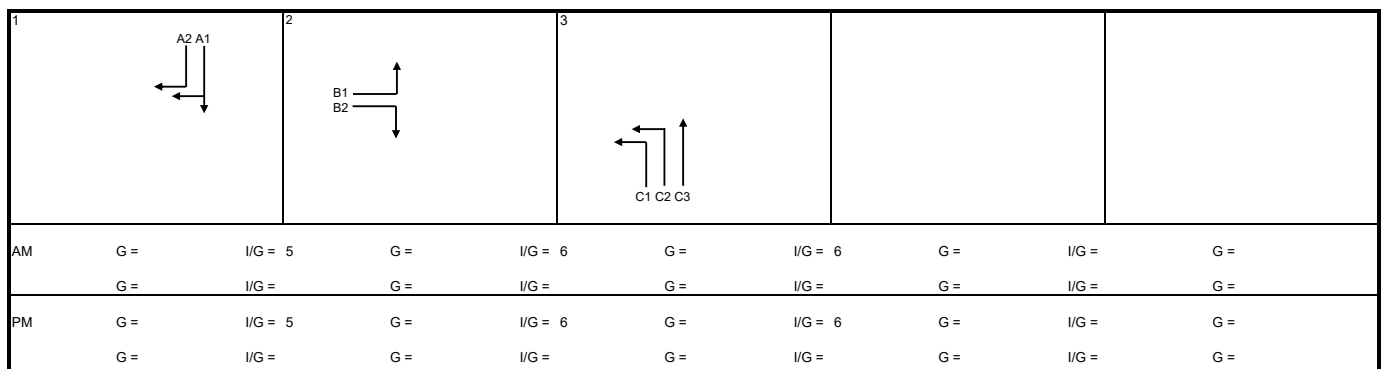 1 2 3
A2 A1
B1
B2
C1 C2 C3
AM G = I/G = 5 G = I/G = 6 G = I/G = 6 G = I/G = G =
G = I/G = G = I/G = G = I/G = G = I/G = G =
PM G = I/G = 5 G = I/G = 6 G = I/G = 6 G = I/G = G =
G = I/G = G = I/G = G = I/G = G = I/G = G =